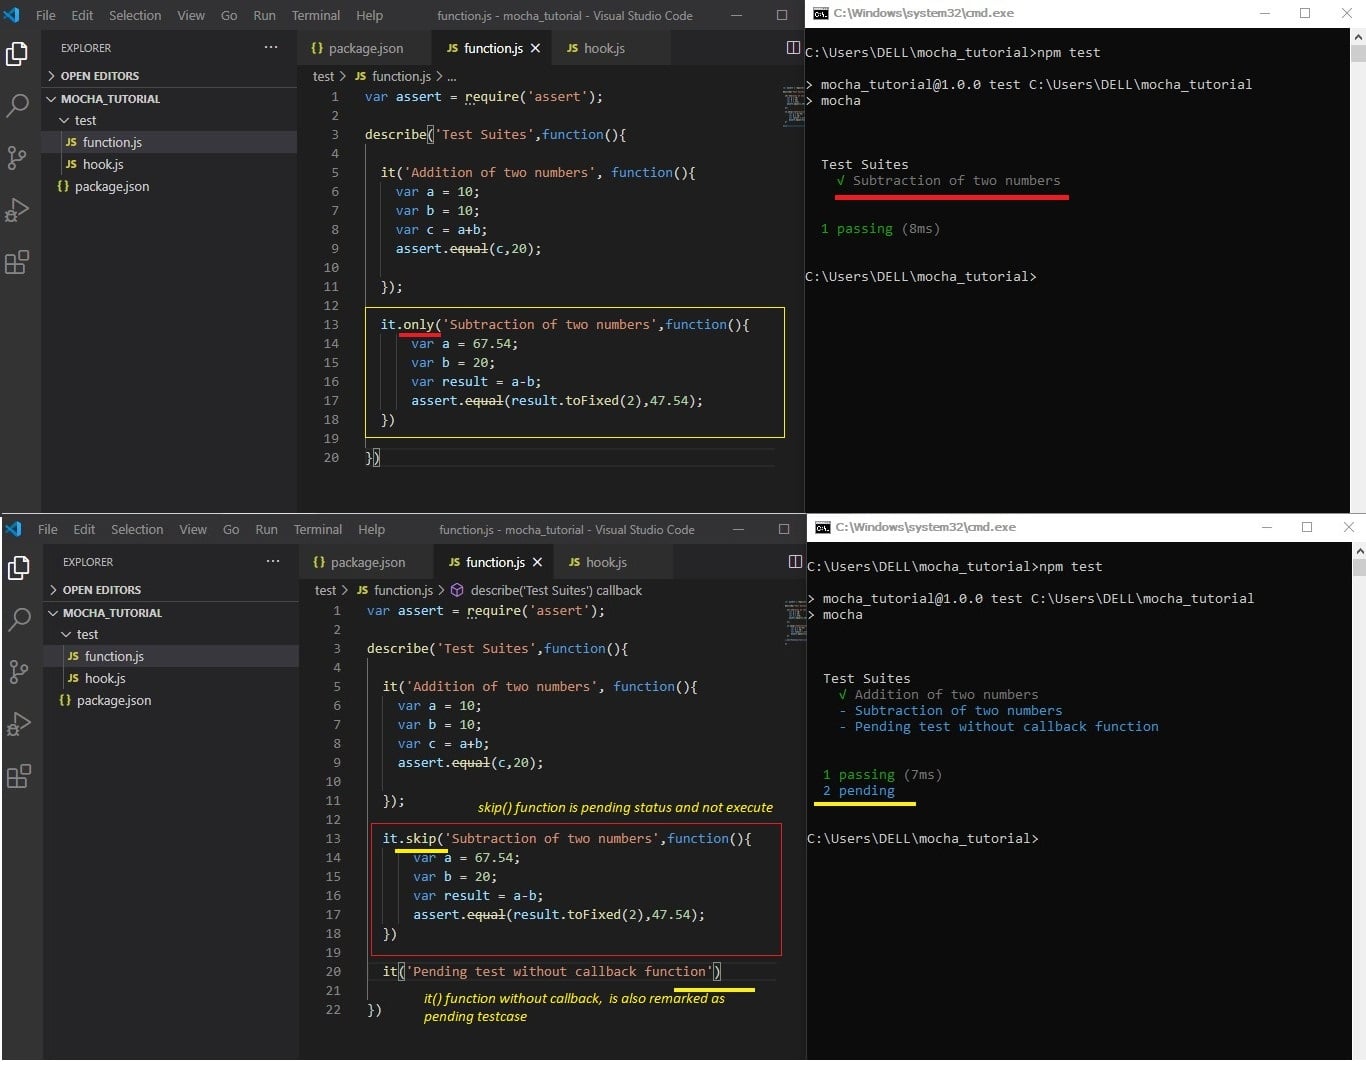 File Edit Selection View Go Run Terminal Help function.js - mocha_tutorial - Visual Studio Code
EXPLORER ...
OPEN EDITORS
MOCHA_TUTORIAL
test
JS function.js
JS hook.js
{} package.json
{} package.json JS function.js JS hook.js
test > JS function.js > ...
1 var assert = require('assert');
2
3 describe('Test Suites',function(){
4
5 it('Addition of two numbers', function(){
6 var a = 10;
7 var b = 10;
8 var c = a+b;
9 assert.equal(c,20);
10
11 });
12
13 it.only('Subtraction of two numbers',function(){
14 var a = 67.54;
15 var b = 20;
16 var result = a-b;
17 assert.equal(result.toFixed(2),47.54);
18 })
19
20 })
C:\Windows\system32\cmd.exe
C:\Users\DELL\mocha_tutorial>npm test
> mocha_tutorial@1.0.0 test C:\Users\DELL\mocha_tutorial
> mocha
Test Suites
√ Subtraction of two numbers
1 passing (8ms)
C:\Users\DELL\mocha_tutorial>
File Edit Selection View Go Run Terminal Help function.js - mocha_tutorial - Visual Studio Code
EXPLORER ...
OPEN EDITORS
MOCHA_TUTORIAL
test
JS function.js
JS hook.js
{} package.json
{} package.json JS function.js JS hook.js
test > JS function.js > describe('Test Suites') callback
1 var assert = require('assert');
2
3 describe('Test Suites',function(){
4
5 it('Addition of two numbers', function(){
6 var a = 10;
7 var b = 10;
8 var c = a+b;
9 assert.equal(c,20);
10
11 });
skip() function is pending status and not execute
12
13 it.skip('Subtraction of two numbers',function(){
14 var a = 67.54;
15 var b = 20;
16 var result = a-b;
17 assert.equal(result.toFixed(2),47.54);
18 })
19
20 it('Pending test without callback function')
21
it() function without callback, is also remarked as
pending testcase
22 })
C:\Windows\system32\cmd.exe
C:\Users\DELL\mocha_tutorial>npm test
> mocha_tutorial@1.0.0 test C:\Users\DELL\mocha_tutorial
> mocha
Test Suites
√ Addition of two numbers
- Subtraction of two numbers
- Pending test without callback function
1 passing (7ms)
2 pending
C:\Users\DELL\mocha_tutorial>